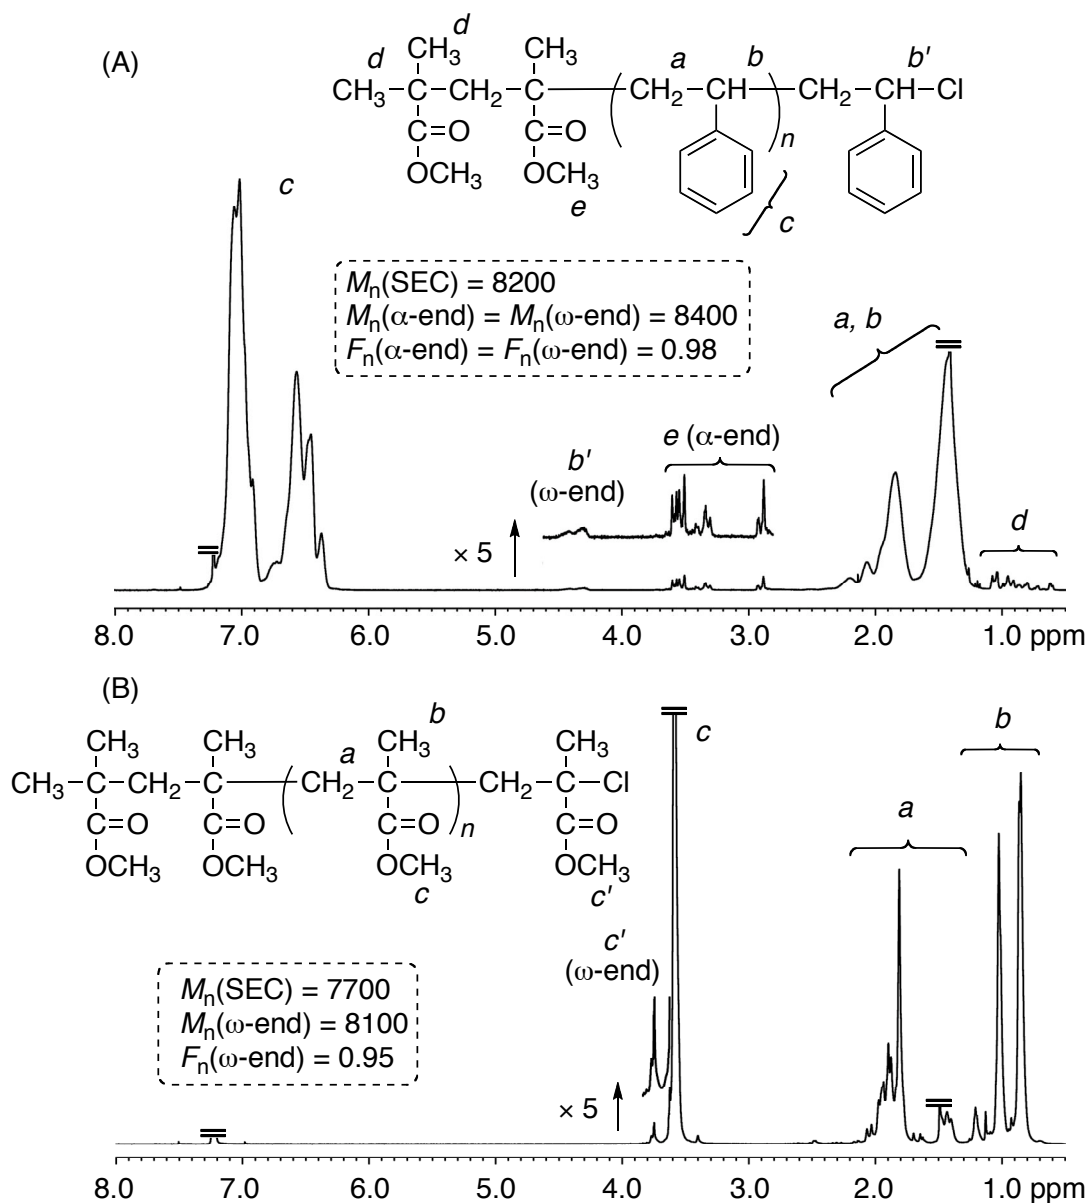 (A)
d
d
CH3
CH3
a
b
b'
CH3–C–CH2–C
CH2–CH
CH2–CH–Cl
C=O
C=O
n
OCH3
OCH3
e
c
c
Mn(SEC) = 8200
Mn(α-end) = Mn(ω-end) = 8400
Fn(α-end) = Fn(ω-end) = 0.98
a, b
e (α-end)
b'
(ω-end)
× 5
d
8.0 7.0 6.0 5.0 4.0 3.0 2.0 1.0 ppm
(B)
b
c
b
CH3
CH3
a
CH3
CH3
CH3–C–CH2–C
CH2–C
CH2–C–Cl
a
C=O
C=O
C=O
n
C=O
OCH3
OCH3
OCH3
OCH3
c
c'
c'
(ω-end)
Mn(SEC) = 7700
Mn(ω-end) = 8100
Fn(ω-end) = 0.95
× 5
8.0 7.0 6.0 5.0 4.0 3.0 2.0 1.0 ppm